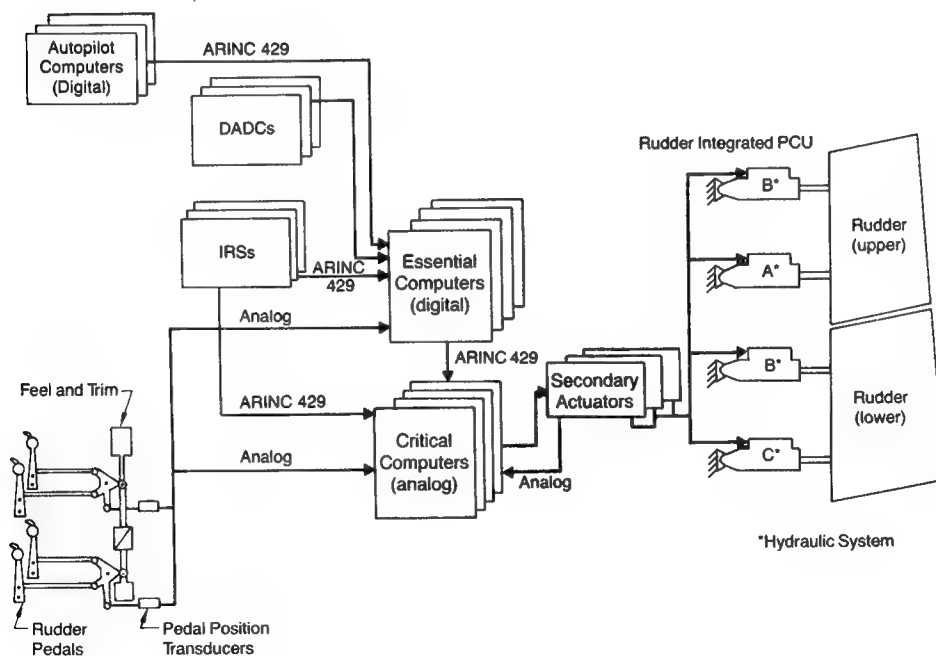 Autopilot
Computers
(Digital)
ARINC 429
DADCs
Rudder Integrated PCU
B*
Rudder
(upper)
IRSs
ARINC
429
Essential
Computers
(digital)
A*
Analog
ARINC 429
B*
Feel and Trim
Secondary
Actuators
Rudder
(lower)
ARINC 429
Critical
Computers
(analog)
Analog
Analog
C*
*Hydraulic System
Rudder
Pedals
Pedal Position
Transducers